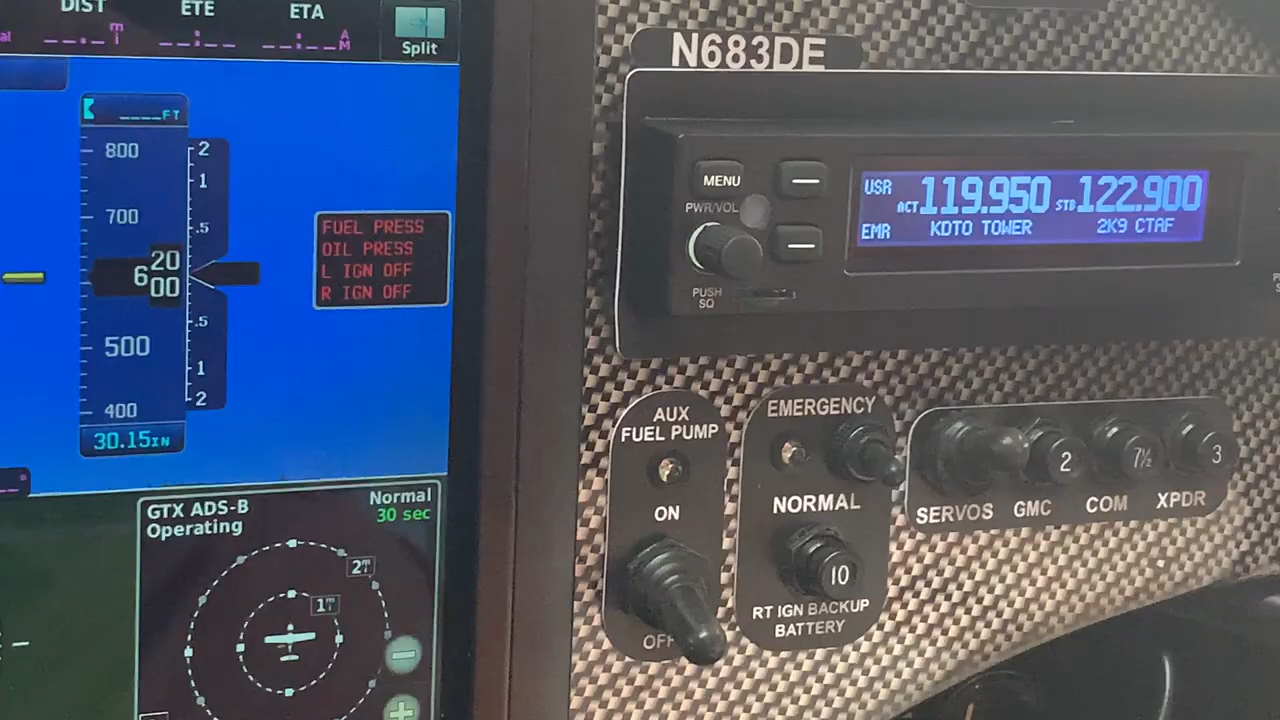 DIST ETE ETA
Split
____FT
800
700
6 20
00
500
400
30.15IN
2
1
.5
.5
1
2
FUEL PRESS
OIL PRESS
L IGN OFF
R IGN OFF
GTX ADS-B
Operating
Normal
30 sec
2
1
N683DE
MENU
PWR/VOL
PUSH
SQ
USR ACT 119.950 STB 122.900
EMR KDTO TOWER 2K9 CTAF
AUX
FUEL PUMP
ON
OFF
EMERGENCY
NORMAL
10
RT IGN BACKUP
BATTERY
2 7½ 3
SERVOS GMC COM XPDR